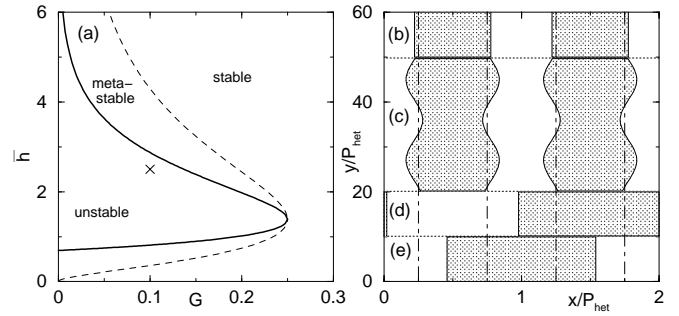 6
4
2
0
h̅
(a)
meta−
stable
stable
unstable
0
0.1
G
0.2
0.3
60
40
20
0
y/P_het
(b)
(c)
(d)
(e)
0
1
x/P_het
2